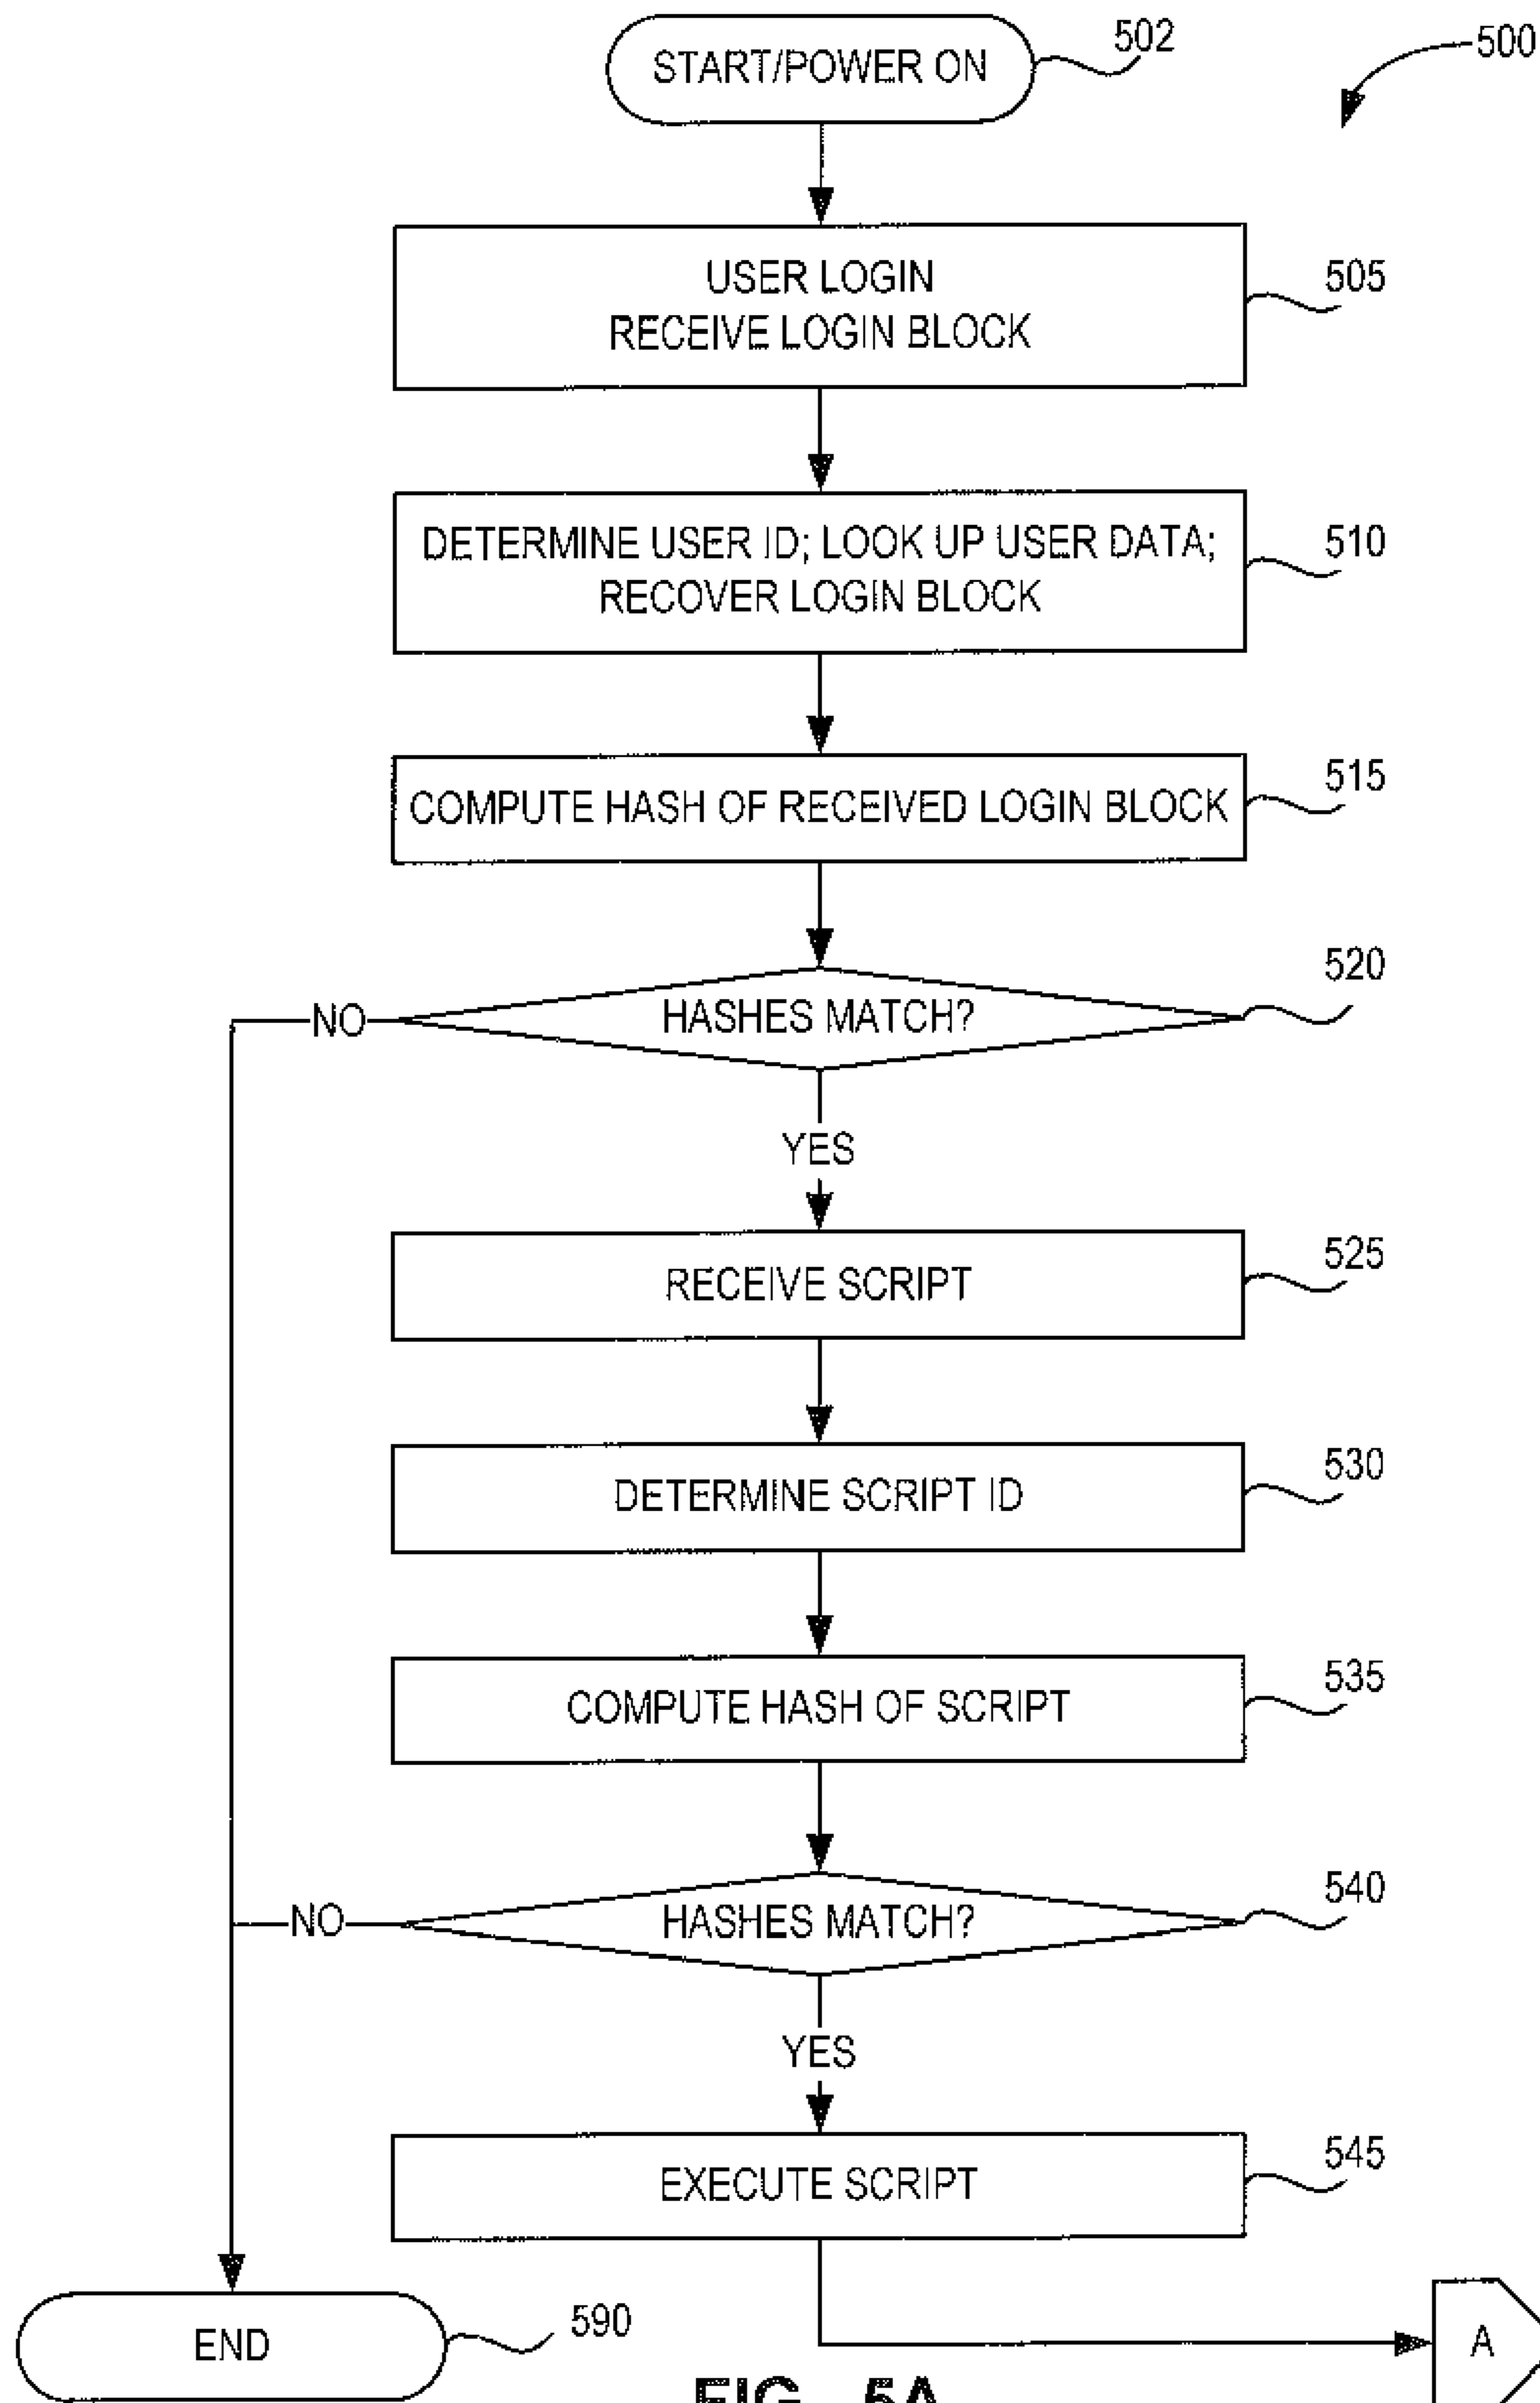 START/POWER ON
502
500
USER LOGIN
RECEIVE LOGIN BLOCK
505
DETERMINE USER ID; LOOK UP USER DATA;
RECOVER LOGIN BLOCK
510
COMPUTE HASH OF RECEIVED LOGIN BLOCK
515
HASHES MATCH?
520
NO
YES
RECEIVE SCRIPT
525
DETERMINE SCRIPT ID
530
COMPUTE HASH OF SCRIPT
535
HASHES MATCH?
540
NO
YES
EXECUTE SCRIPT
545
END
590
A
FIG. 5A